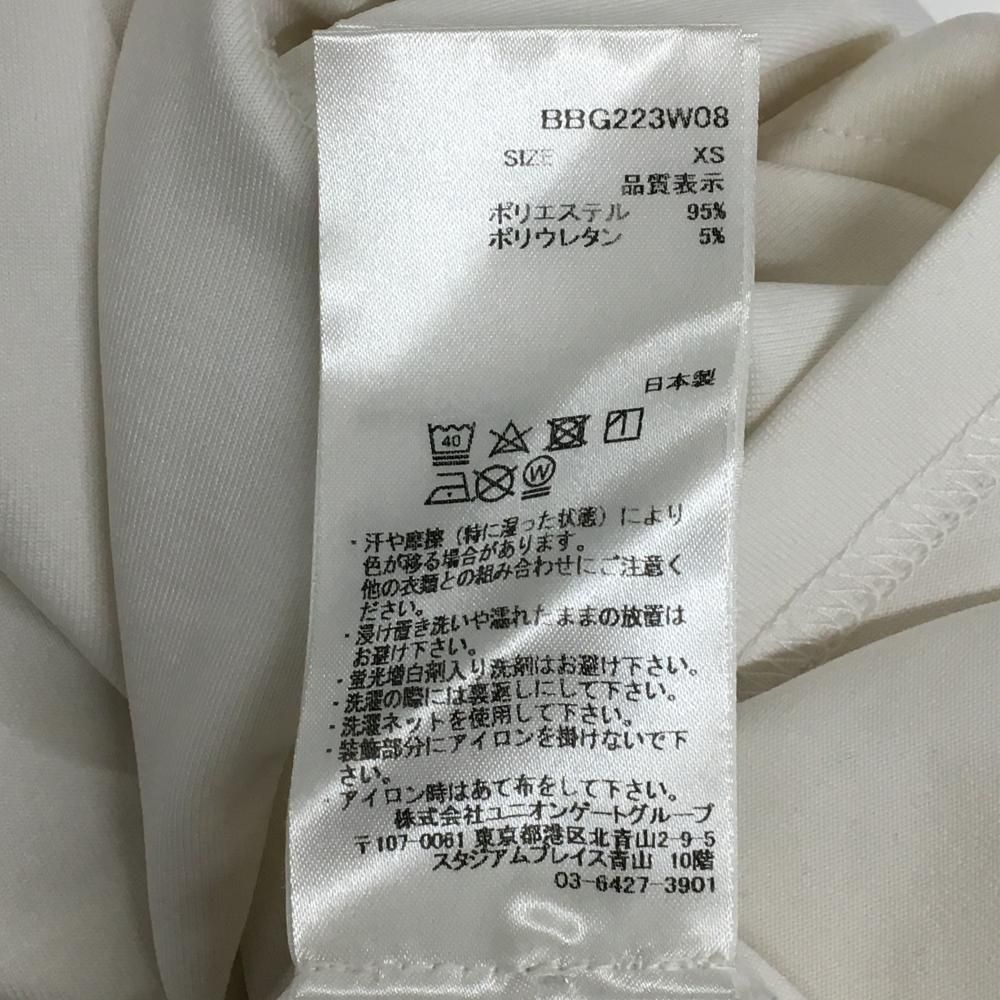 BBG223W08
SIZE XS
品質表示
ポリエステル 95%
ポリウレタン 5%
日本製
40
W
・汗や摩擦（特に湿った状態）により
色が移る場合があります。
他の衣類との組み合わせにご注意く
ださい。
・浸け置き洗いや濡れたままの放置は
お避け下さい。
・蛍光増白剤入り洗剤はお避け下さい。
・洗濯の際には裏返しにして下さい。
・洗濯ネットを使用して下さい。
・装飾部分にアイロンを掛けないで下
さい。
・アイロン時はあて布をして下さい。
株式会社ユニオンゲートグループ
〒107-0061 東京都港区北青山2-9-5
スタジアムプレイス青山 10階
03-6427-3901